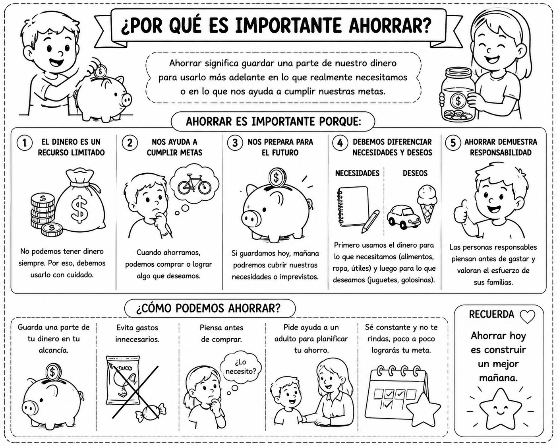 ¿POR QUÉ ES IMPORTANTE AHORRAR?
Ahorrar significa guardar una parte de nuestro dinero
para usarlo más adelante en lo que realmente necesitamos
o en lo que nos ayuda a cumplir nuestras metas.
AHORRAR ES IMPORTANTE PORQUE:
1 EL DINERO ES UN
RECURSO LIMITADO
No podemos tener dinero
siempre. Por eso, debemos
usarlo con cuidado.
2 NOS AYUDA A
CUMPLIR METAS
Cuando ahorramos,
podemos comprar o lograr
algo que deseamos.
3 NOS PREPARA PARA
EL FUTURO
Si guardamos hoy, mañana
podremos cubrir nuestras
necesidades o imprevistos.
4 DEBEMOS DIFERENCIAR
NECESIDADES Y DESEOS
NECESIDADES
DESEOS
Primero usamos el dinero para
lo que necesitamos (alimentos,
ropa, útiles) y luego para lo que
deseamos (juguetes, golosinas).
5 AHORRAR DEMUESTRA
RESPONSABILIDAD
Las personas responsables
piensan antes de gastar y
valoran el esfuerzo de
sus familias.
¿CÓMO PODEMOS AHORRAR?
Guarda una parte de
tu dinero en tu
alcancía.
Evita gastos
innecesarios.
Piensa antes
de comprar.
¿Lo
necesito?
Pide ayuda a un
adulto para planificar
tu ahorro.
Sé constante y no te
rindas, poco a poco
lograrás tu meta.
RECUERDA
Ahorrar hoy
es construir
un mejor
mañana.